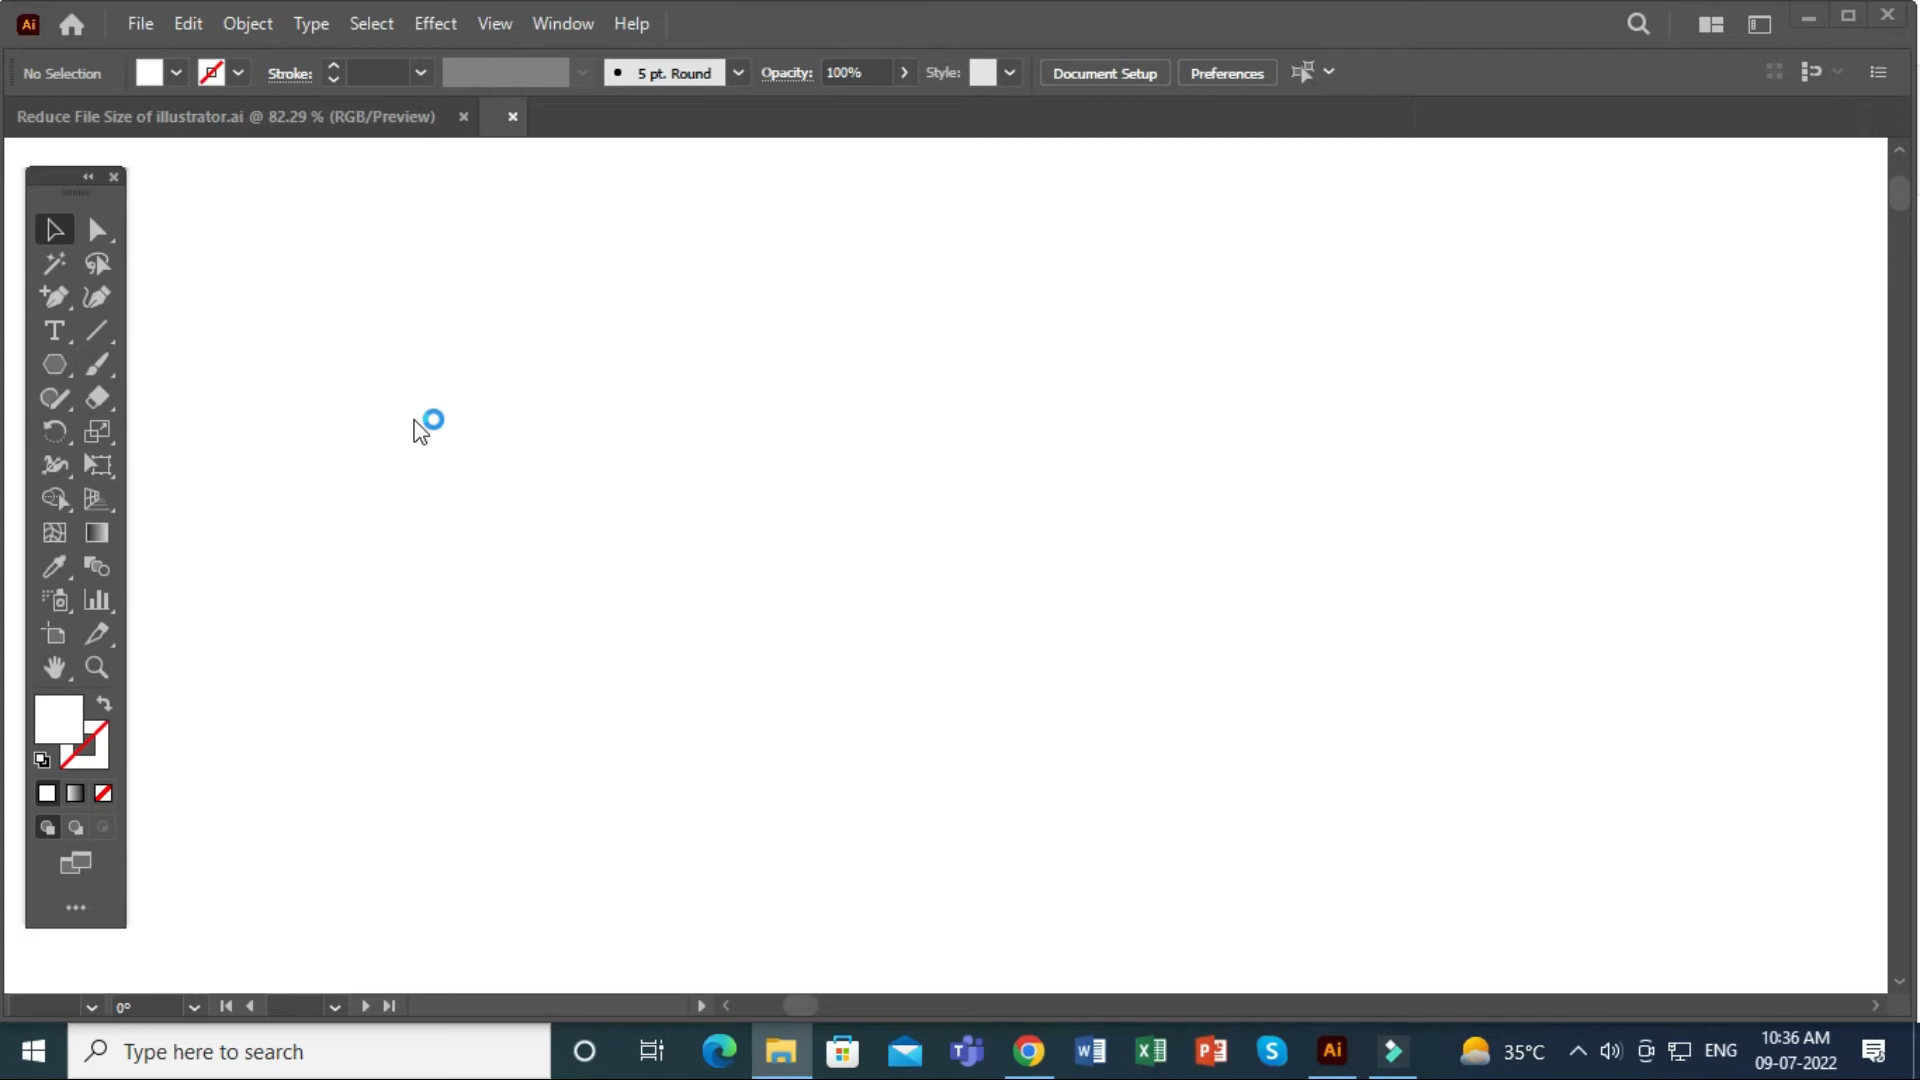 Ai File Edit Object Type Select Effect View Window Help
No Selection Stroke: 5 pt. Round Opacity: 100% Style: Document Setup Preferences
Reduce File Size of illustrator.ai @ 82.29 % (RGB/Preview)
0°
Type here to search
Ai
35°C
ENG
10:36 AM
09-07-2022